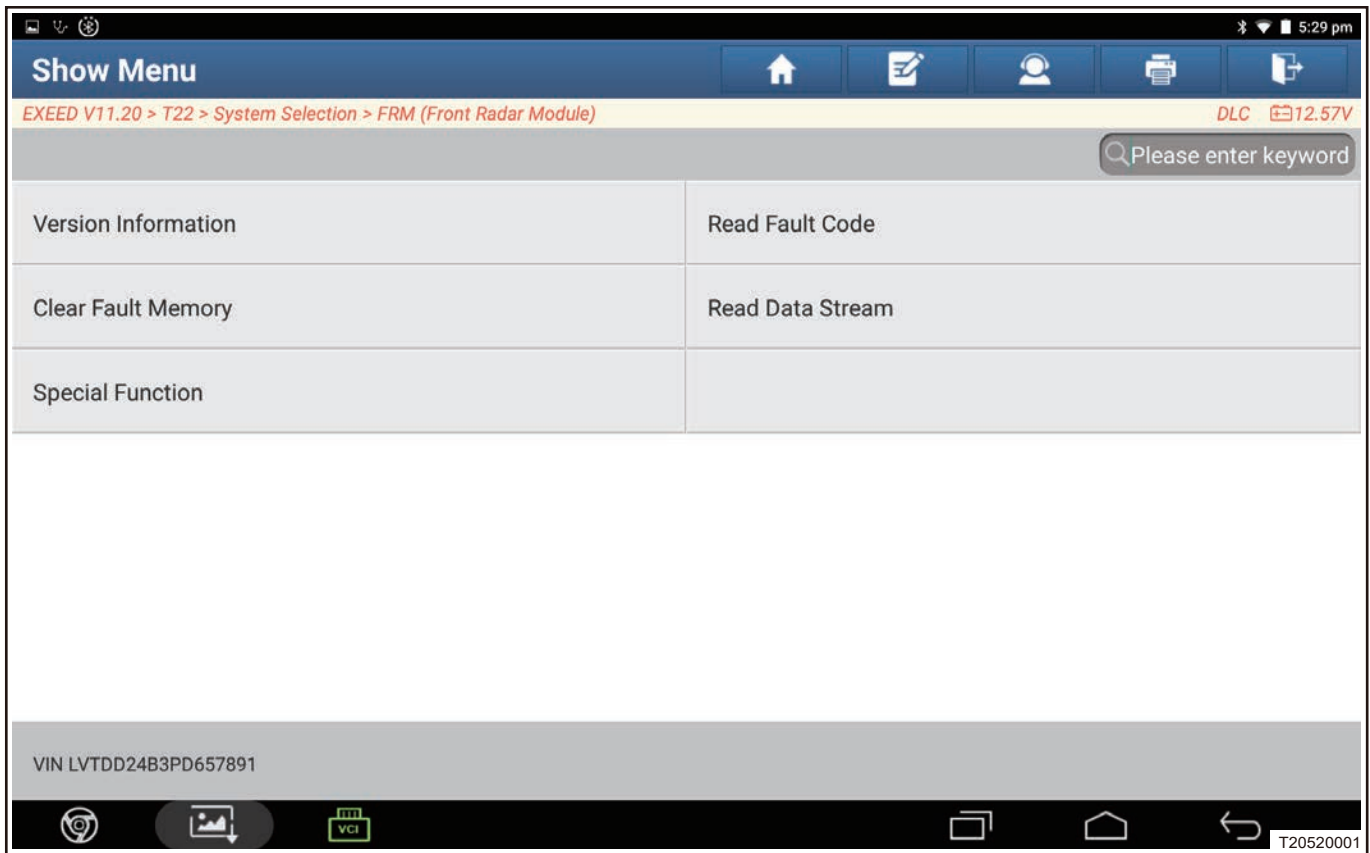 5:29 pm
Show Menu
EXEED V11.20 > T22 > System Selection > FRM (Front Radar Module) DLC 12.57V
Please enter keyword
Version Information Read Fault Code
Clear Fault Memory Read Data Stream
Special Function
VIN LVTDD24B3PD657891
VCI
T20520001